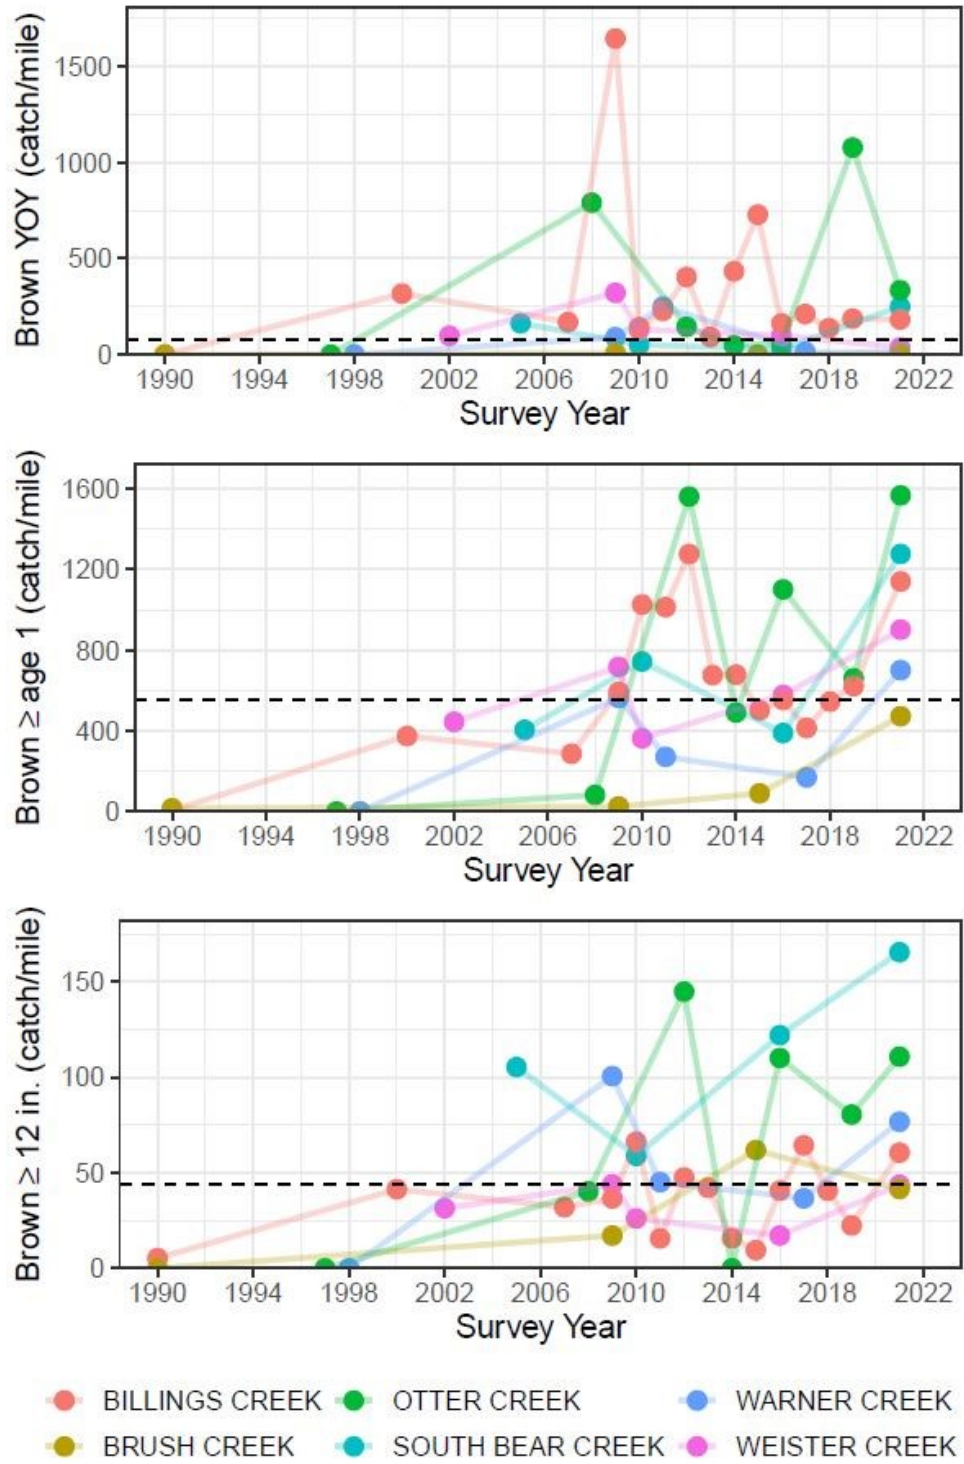 Brown YOY (catch/mile)
1500
1000
500
0
1990 1994 1998 2002 2006 2010 2014 2018 2022
Survey Year
Brown ≥ age 1 (catch/mile)
1600
1200
800
400
0
1990 1994 1998 2002 2006 2010 2014 2018 2022
Survey Year
Brown ≥ 12 in. (catch/mile)
150
100
50
0
1990 1994 1998 2002 2006 2010 2014 2018 2022
Survey Year
BILLINGS CREEK OTTER CREEK WARNER CREEK
BRUSH CREEK SOUTH BEAR CREEK WEISTER CREEK